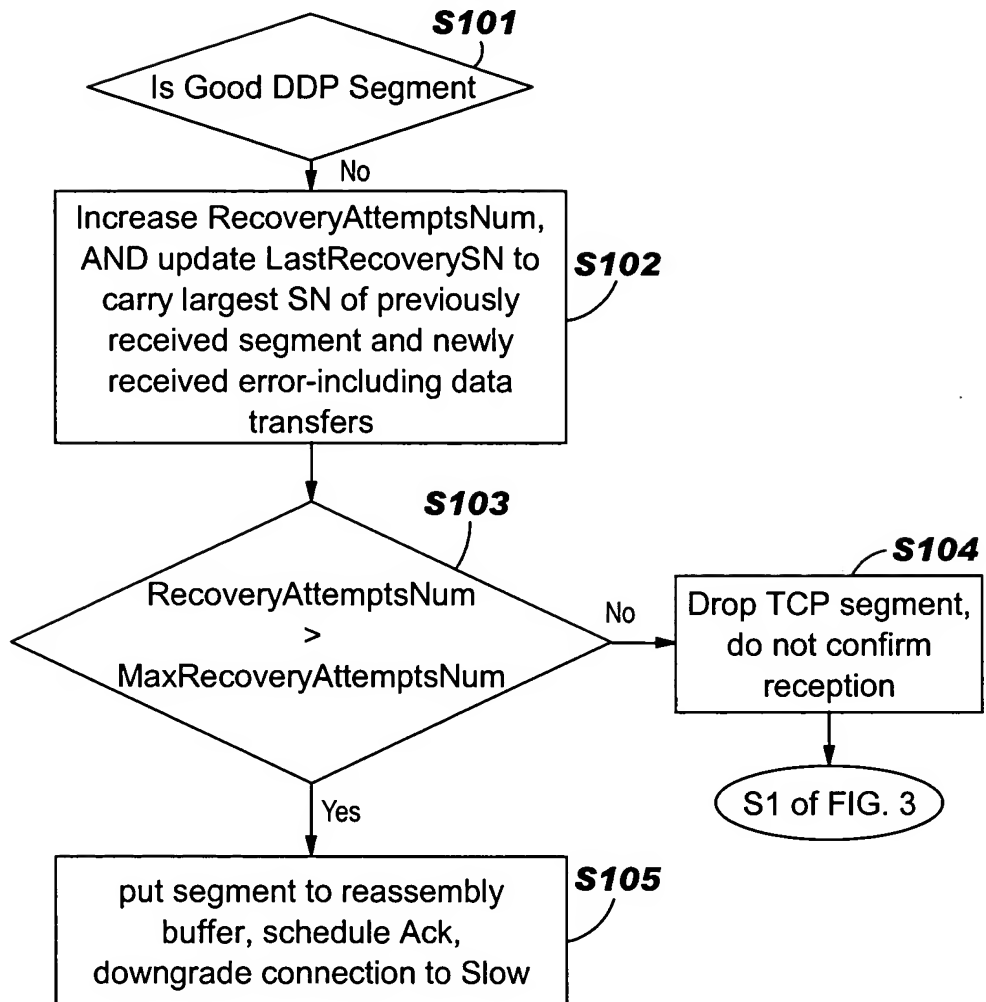 S101
Is Good DDP Segment
No
Increase RecoveryAttemptsNum,
AND update LastRecoverySN to
carry largest SN of previously
received segment and newly
received error-including data
transfers
S102
S103
RecoveryAttemptsNum
>
MaxRecoveryAttemptsNum
No
S104
Drop TCP segment,
do not confirm
reception
S1 of FIG. 3
Yes
put segment to reassembly
buffer, schedule Ack,
downgrade connection to Slow
S105